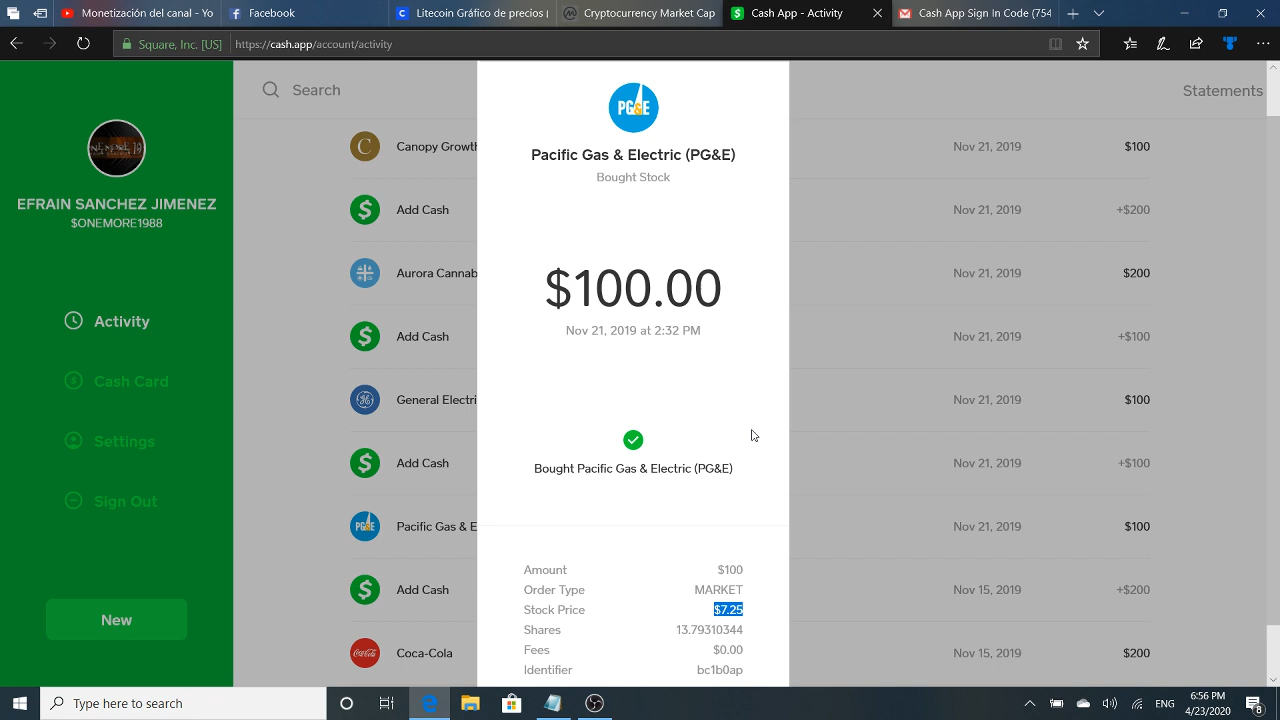 Monetización del canal - Yo
Facebook
Litecoin Gráfico de precios |
Cryptocurrency Market Ca
Cash App - Activity
Cash App Sign In Code (754
Square, Inc. [US]
https://cash.app/account/activity
EFRAIN SANCHEZ JIMENEZ
$ONEMORE1988
Activity
Cash Card
Settings
Sign Out
New
Search
Statements
Canopy Growth
Nov 21, 2019
$100
Add Cash
Nov 21, 2019
+$200
Aurora Cannab
Nov 21, 2019
$200
Add Cash
Nov 21, 2019
+$100
General Electri
Nov 21, 2019
$100
Add Cash
Nov 21, 2019
+$100
Pacific Gas & E
Nov 21, 2019
$100
Add Cash
Nov 15, 2019
+$200
Coca-Cola
Nov 15, 2019
$200
PG&E
Pacific Gas & Electric (PG&E)
Bought Stock
$100.00
Nov 21, 2019 at 2:32 PM
Bought Pacific Gas & Electric (PG&E)
Amount $100
Order Type MARKET
Stock Price $7.25
Shares 13.79310344
Fees $0.00
Identifier bc1b0ap
Type here to search
ENG
6:56 PM
4/23/2020